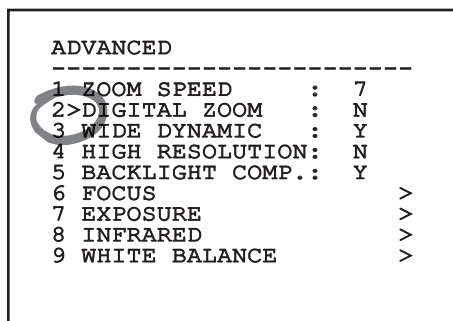 ADVANCED
------------------------
1 ZOOM SPEED : 7
2>DIGITAL ZOOM : N
3 WIDE DYNAMIC : Y
4 HIGH RESOLUTION: N
5 BACKLIGHT COMP.: Y
6 FOCUS >
7 EXPOSURE >
8 INFRARED >
9 WHITE BALANCE >